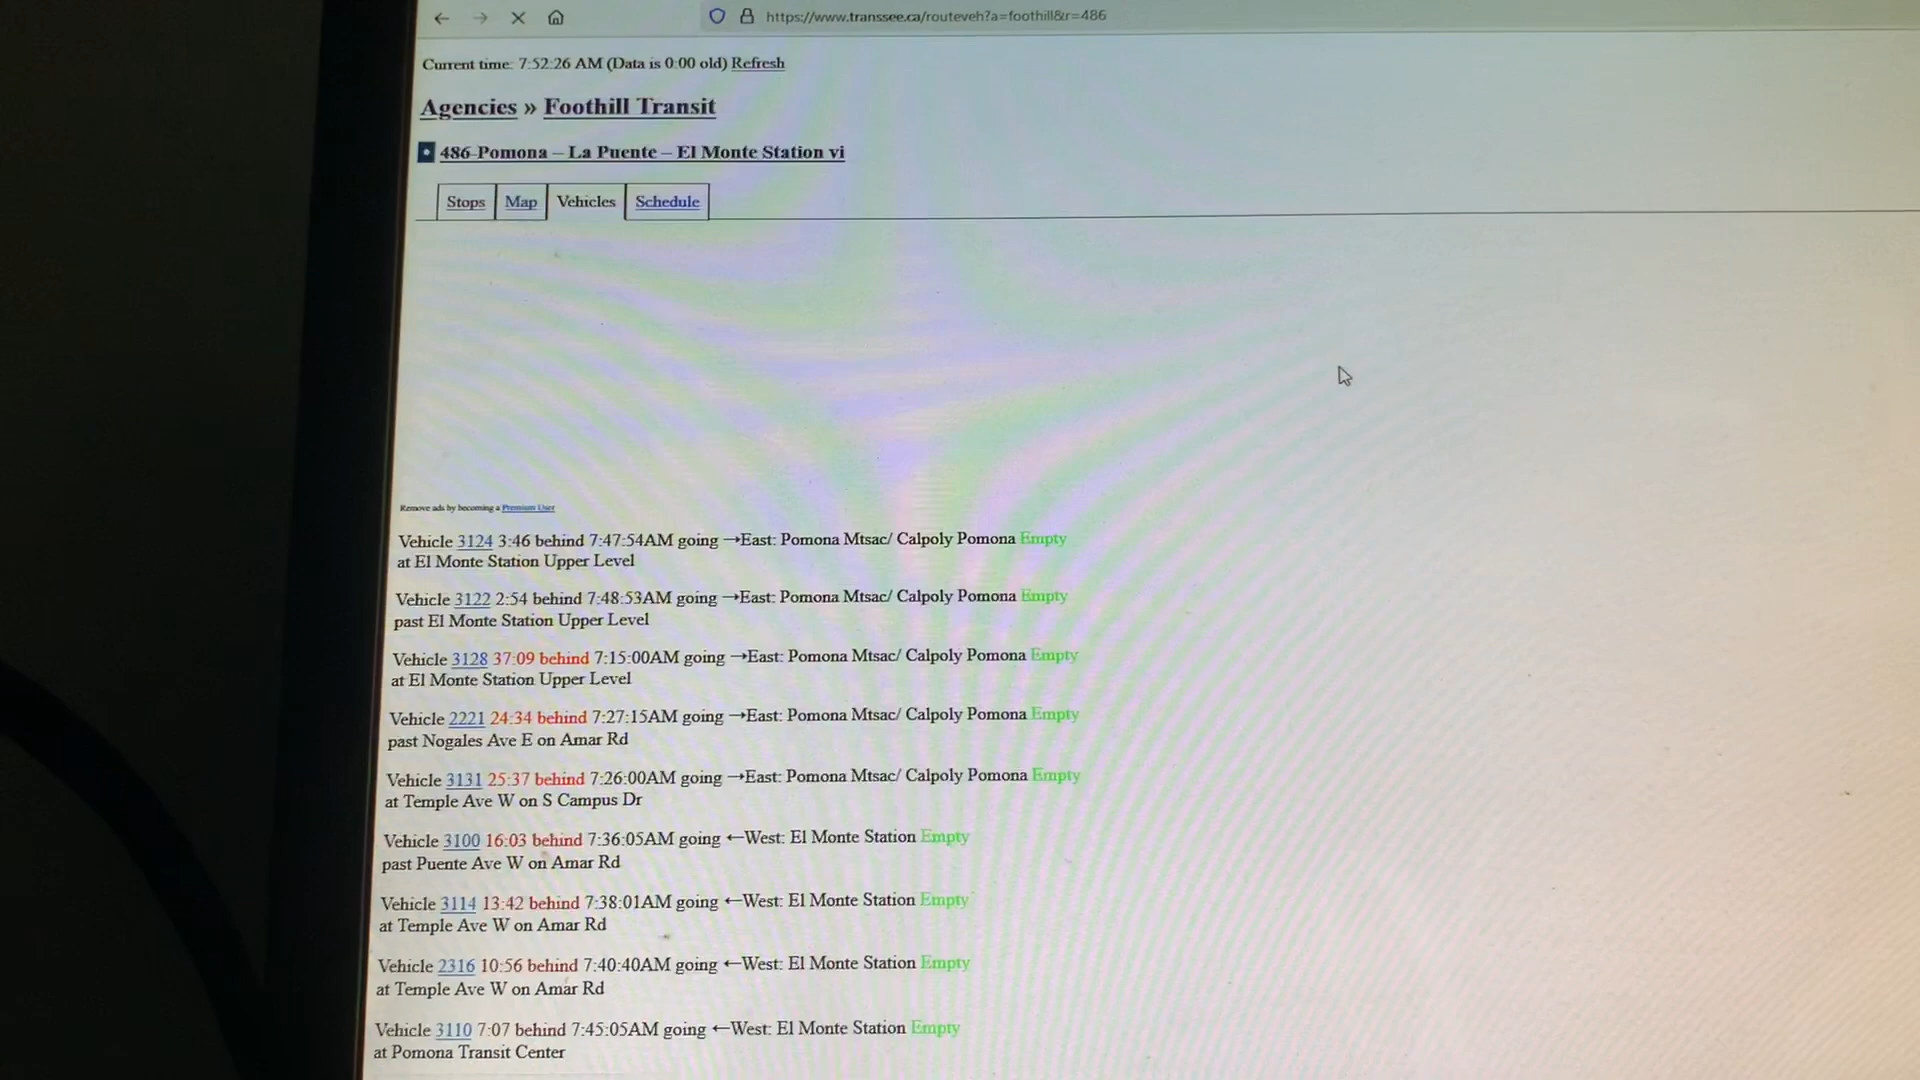 https://www.transsee.ca/routeveh?a=foothill&r=486
Current time: 7:52:26 AM (Data is 0:00 old) Refresh
Agencies » Foothill Transit
486-Pomona – La Puente – El Monte Station vi
Stops Map Vehicles Schedule
Remove ads by becoming a Premium User
Vehicle 3124 3:46 behind 7:47:54AM going →East: Pomona Mtsac/ Calpoly Pomona Empty
at El Monte Station Upper Level
Vehicle 3122 2:54 behind 7:48:53AM going →East: Pomona Mtsac/ Calpoly Pomona Empty
past El Monte Station Upper Level
Vehicle 3128 37:09 behind 7:15:00AM going →East: Pomona Mtsac/ Calpoly Pomona Empty
at El Monte Station Upper Level
Vehicle 2221 24:34 behind 7:27:15AM going →East: Pomona Mtsac/ Calpoly Pomona Empty
past Nogales Ave E on Amar Rd
Vehicle 3131 25:37 behind 7:26:00AM going →East: Pomona Mtsac/ Calpoly Pomona Empty
at Temple Ave W on S Campus Dr
Vehicle 3100 16:03 behind 7:36:05AM going ←West: El Monte Station Empty
past Puente Ave W on Amar Rd
Vehicle 3114 13:42 behind 7:38:01AM going ←West: El Monte Station Empty
at Temple Ave W on Amar Rd
Vehicle 2316 10:56 behind 7:40:40AM going ←West: El Monte Station Empty
at Temple Ave W on Amar Rd
Vehicle 3110 7:07 behind 7:45:05AM going ←West: El Monte Station Empty
at Pomona Transit Center